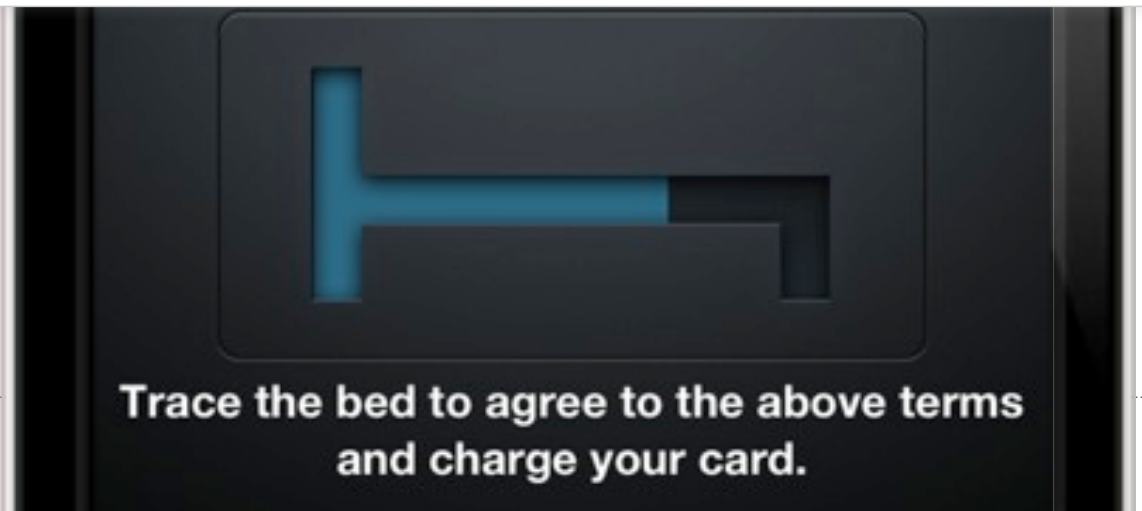 Trace the bed to agree to the above terms
and charge your card.